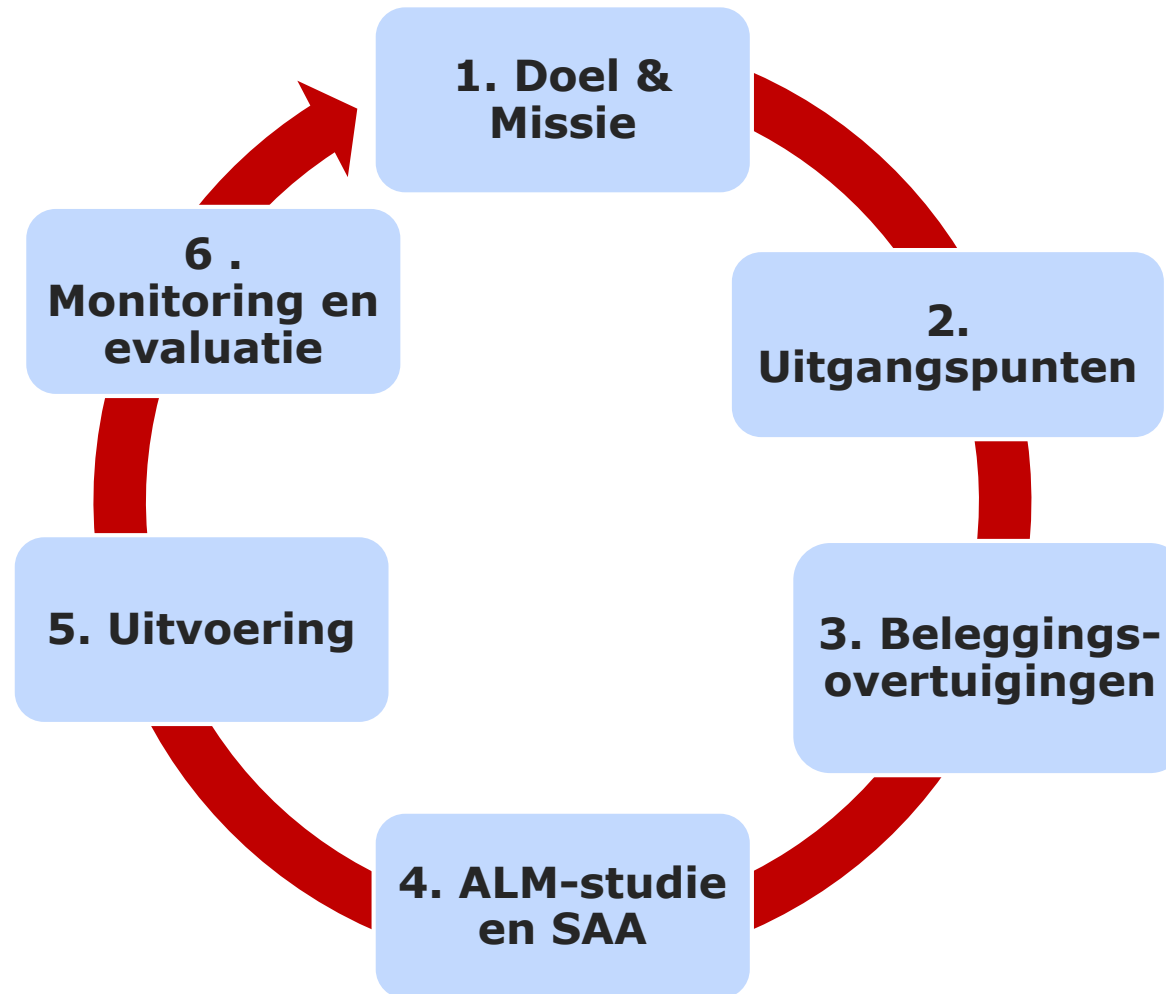 1. Doel &
Missie
2.
Uitgangspunten
3. Beleggings-
overtuigingen
4. ALM-studie
en SAA
5. Uitvoering
6 .
Monitoring en
evaluatie